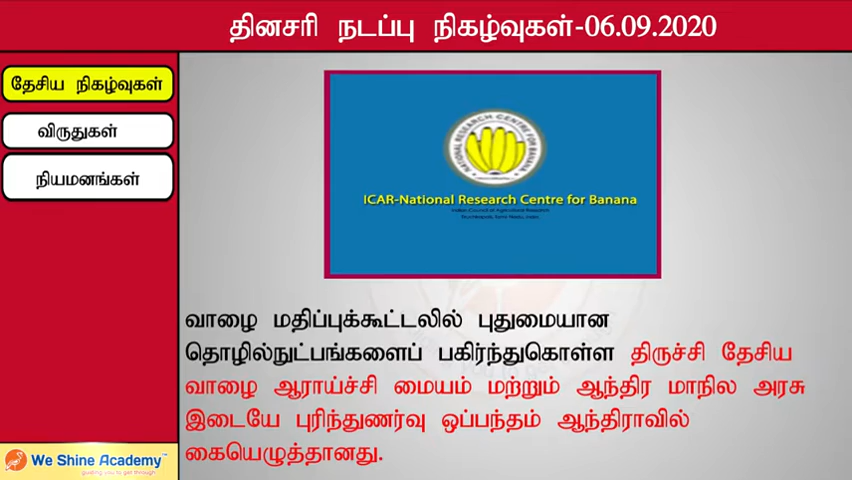 தினசரி நடப்பு நிகழ்வுகள்-06.09.2020
தேசிய நிகழ்வுகள்
விருதுகள்
நியமனங்கள்
NATIONAL RESEARCH CENTRE FOR BANANA
ICAR-National Research Centre for Banana
Indian Council of Agricultural Research
Tiruchirapalli, Tamil Nadu, India.
வாழை மதிப்புக்கூட்டலில் புதுமையான
தொழில்நுட்பங்களைப் பகிர்ந்துகொள்ள திருச்சி தேசிய
வாழை ஆராய்ச்சி மையம் மற்றும் ஆந்திர மாநில அரசு
இடையே புரிந்துணர்வு ஒப்பந்தம் ஆந்திராவில்
கையெழுத்தானது.
We Shine Academy™
guiding you to get through